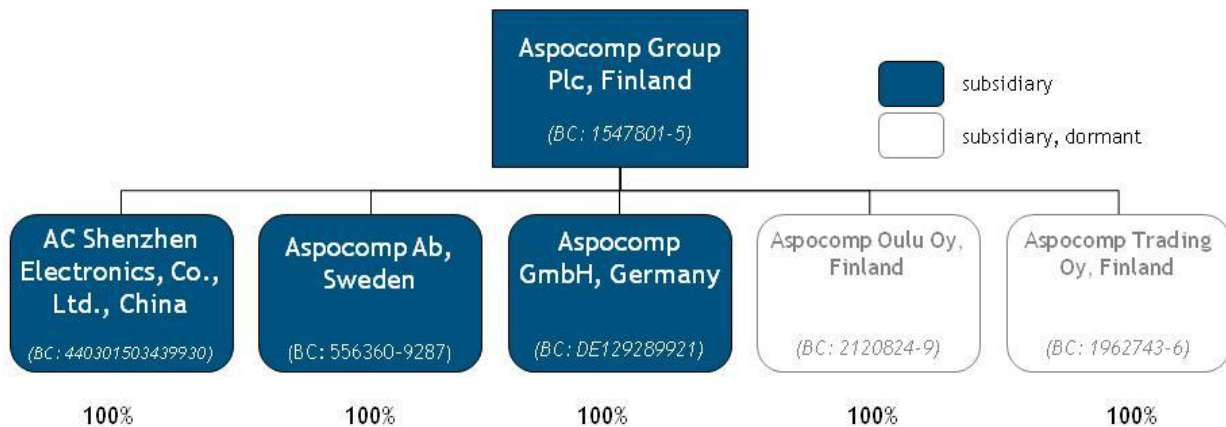 Aspocomp Group
Plc, Finland
(BC: 1547801-5)
subsidiary
subsidiary, dormant
AC Shenzhen
Electronics, Co.,
Ltd., China
(BC: 440301503439930)
Aspocomp Ab,
Sweden
(BC: 556360-9287)
Aspocomp
GmbH, Germany
(BC: DE129289921)
Aspocomp Oulu Oy,
Finland
(BC: 2120824-9)
Aspocomp Trading
Oy, Finland
(BC: 1962743-6)
100%
100%
100%
100%
100%